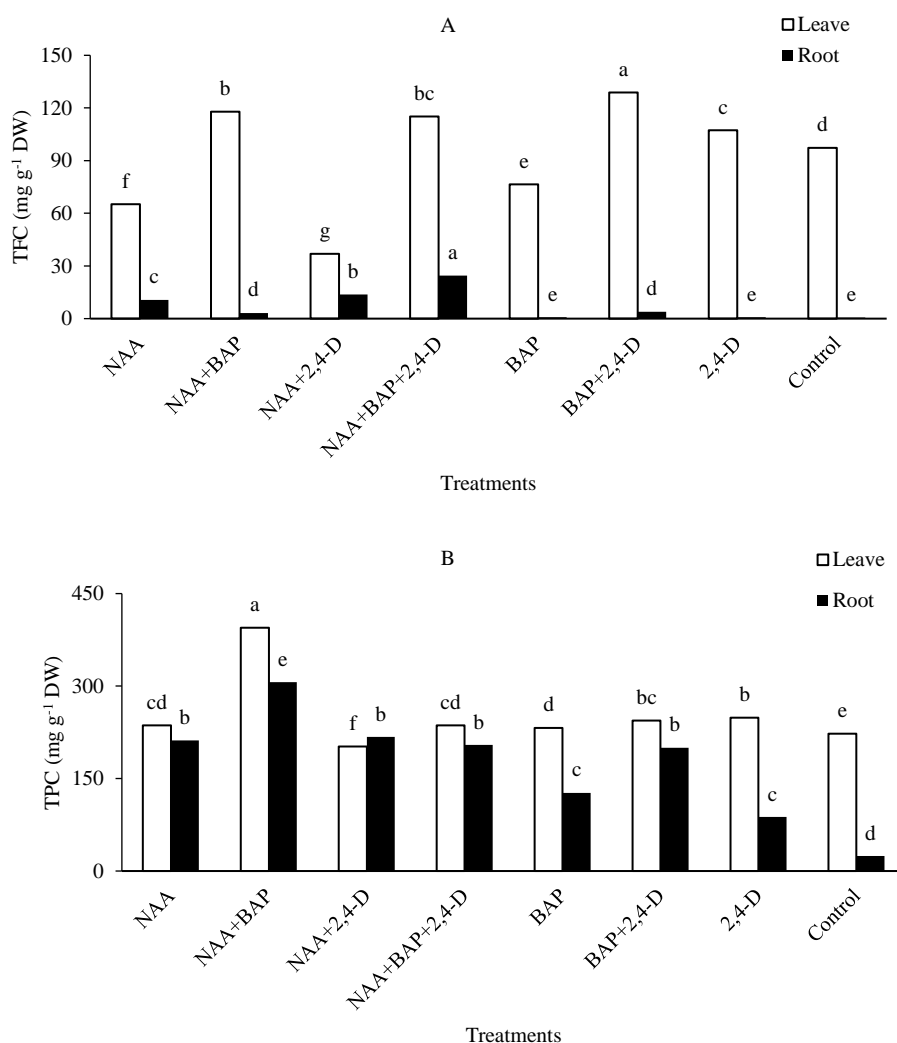 A
Leave
Root
TFC (mg g-1 DW)
150
120
90
60
30
0
f
c
b
d
g
b
bc
a
e
e
a
d
c
e
d
e
NAA
NAA+BAP
NAA+2,4-D
NAA+BAP+2,4-D
BAP
BAP+2,4-D
2,4-D
Control
Treatments
B
Leave
Root
TPC (mg g-1 DW)
450
300
150
0
cd
b
a
e
f
b
cd
b
d
c
bc
b
b
c
e
d
NAA
NAA+BAP
NAA+2,4-D
NAA+BAP+2,4-D
BAP
BAP+2,4-D
2,4-D
Control
Treatments